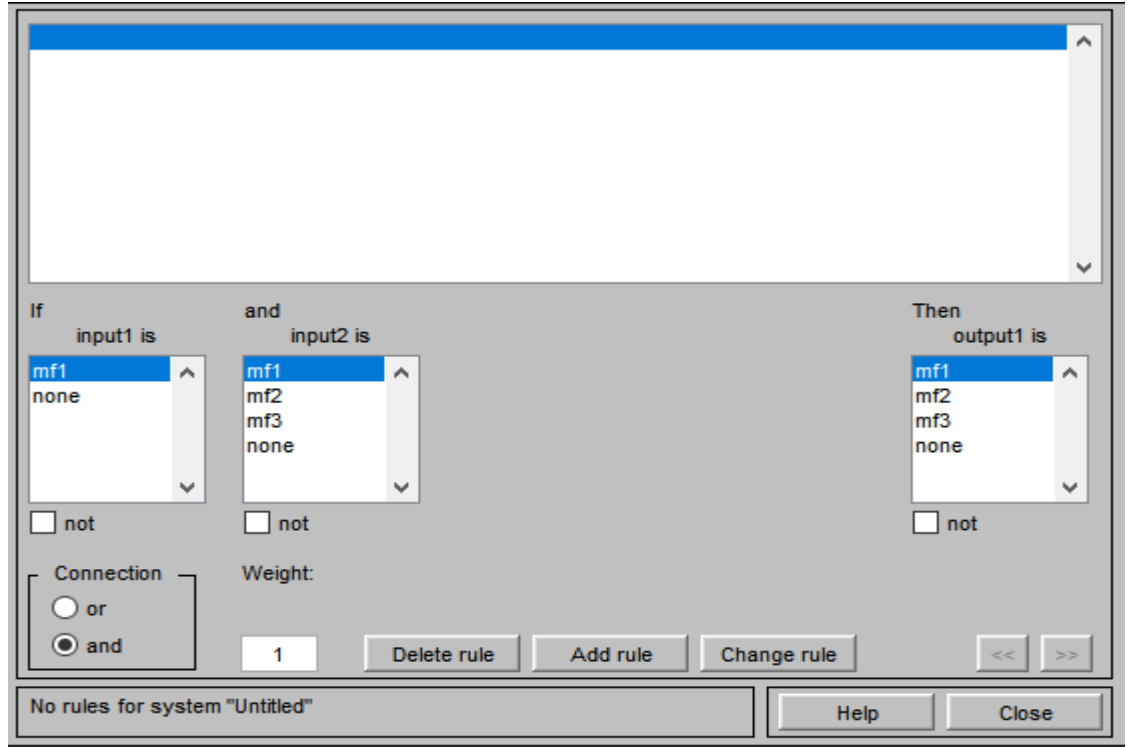 If and Then
input1 is input2 is output1 is
mf1 mf1 mf1
none mf2 mf2
mf3 mf3
none none
not not not
Connection Weight:
or
and 1 Delete rule Add rule Change rule << >>
No rules for system "Untitled" Help Close